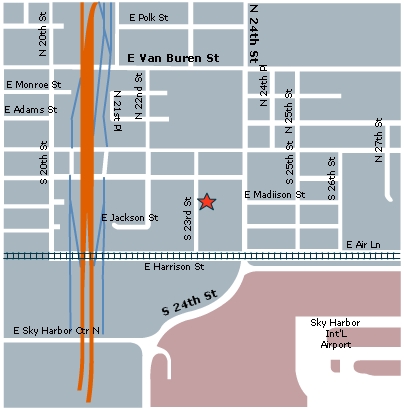 E Polk St
N 20th St
N 24th St
E Van Buren St
E Monroe St
N 21st Pl
N 22nd St
N 24th Pl
N 25th St
E Adams St
N 27th St
S 20th St
S 25th St
S 26th St
E Madiison St
E Jackson St
S 23rd St
E Air Ln
E Harrison St
S 24th St
E Sky Harbor Ctr N
Sky Harbor
Int'L
Airport